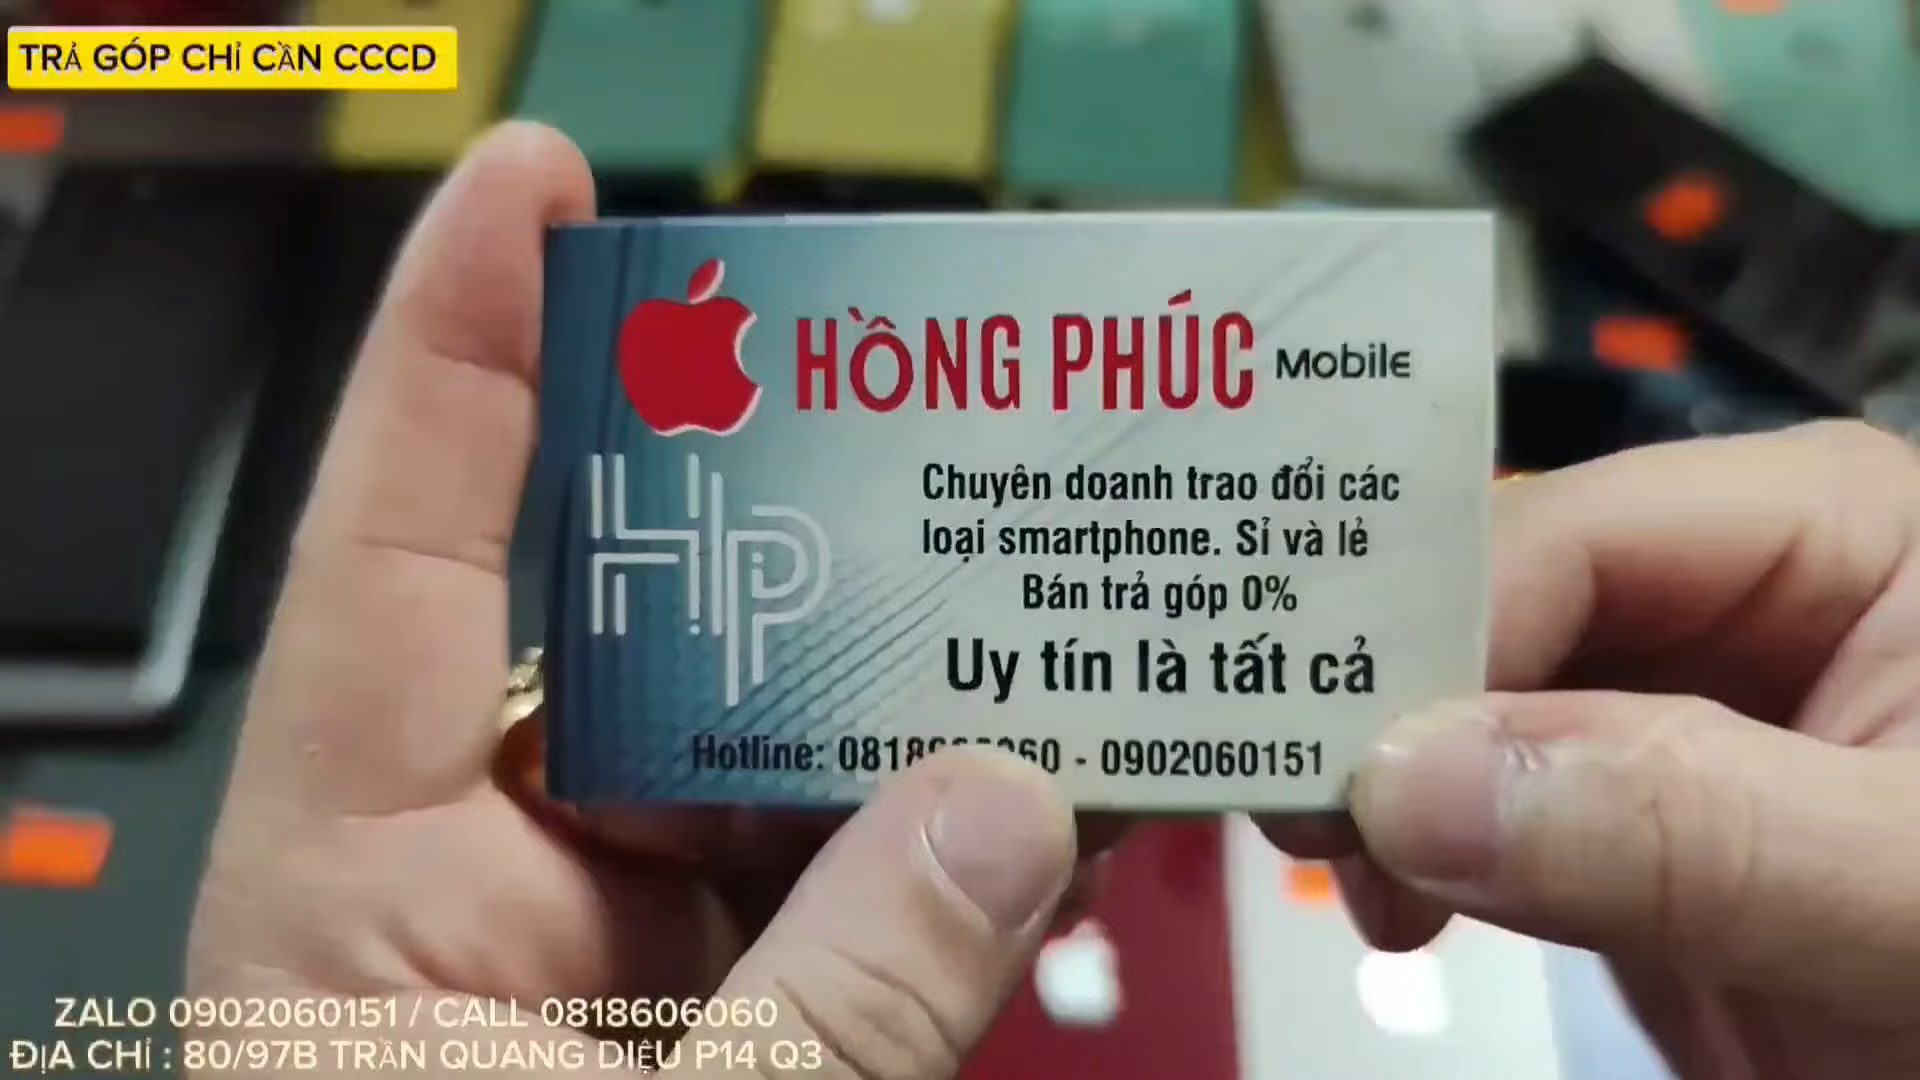 TRẢ GÓP CHỈ CẦN CCCD
HỒNG PHÚC Mobile
HP
Chuyên doanh trao đổi các
loại smartphone. Sỉ và lẻ
Bán trả góp 0%
Uy tín là tất cả
Hotline: - 0902060151
ZALO 0902060151 / CALL 0818606060
ĐỊA CHỈ : 80/97B TRẦN QUANG DIỆU P14 Q3